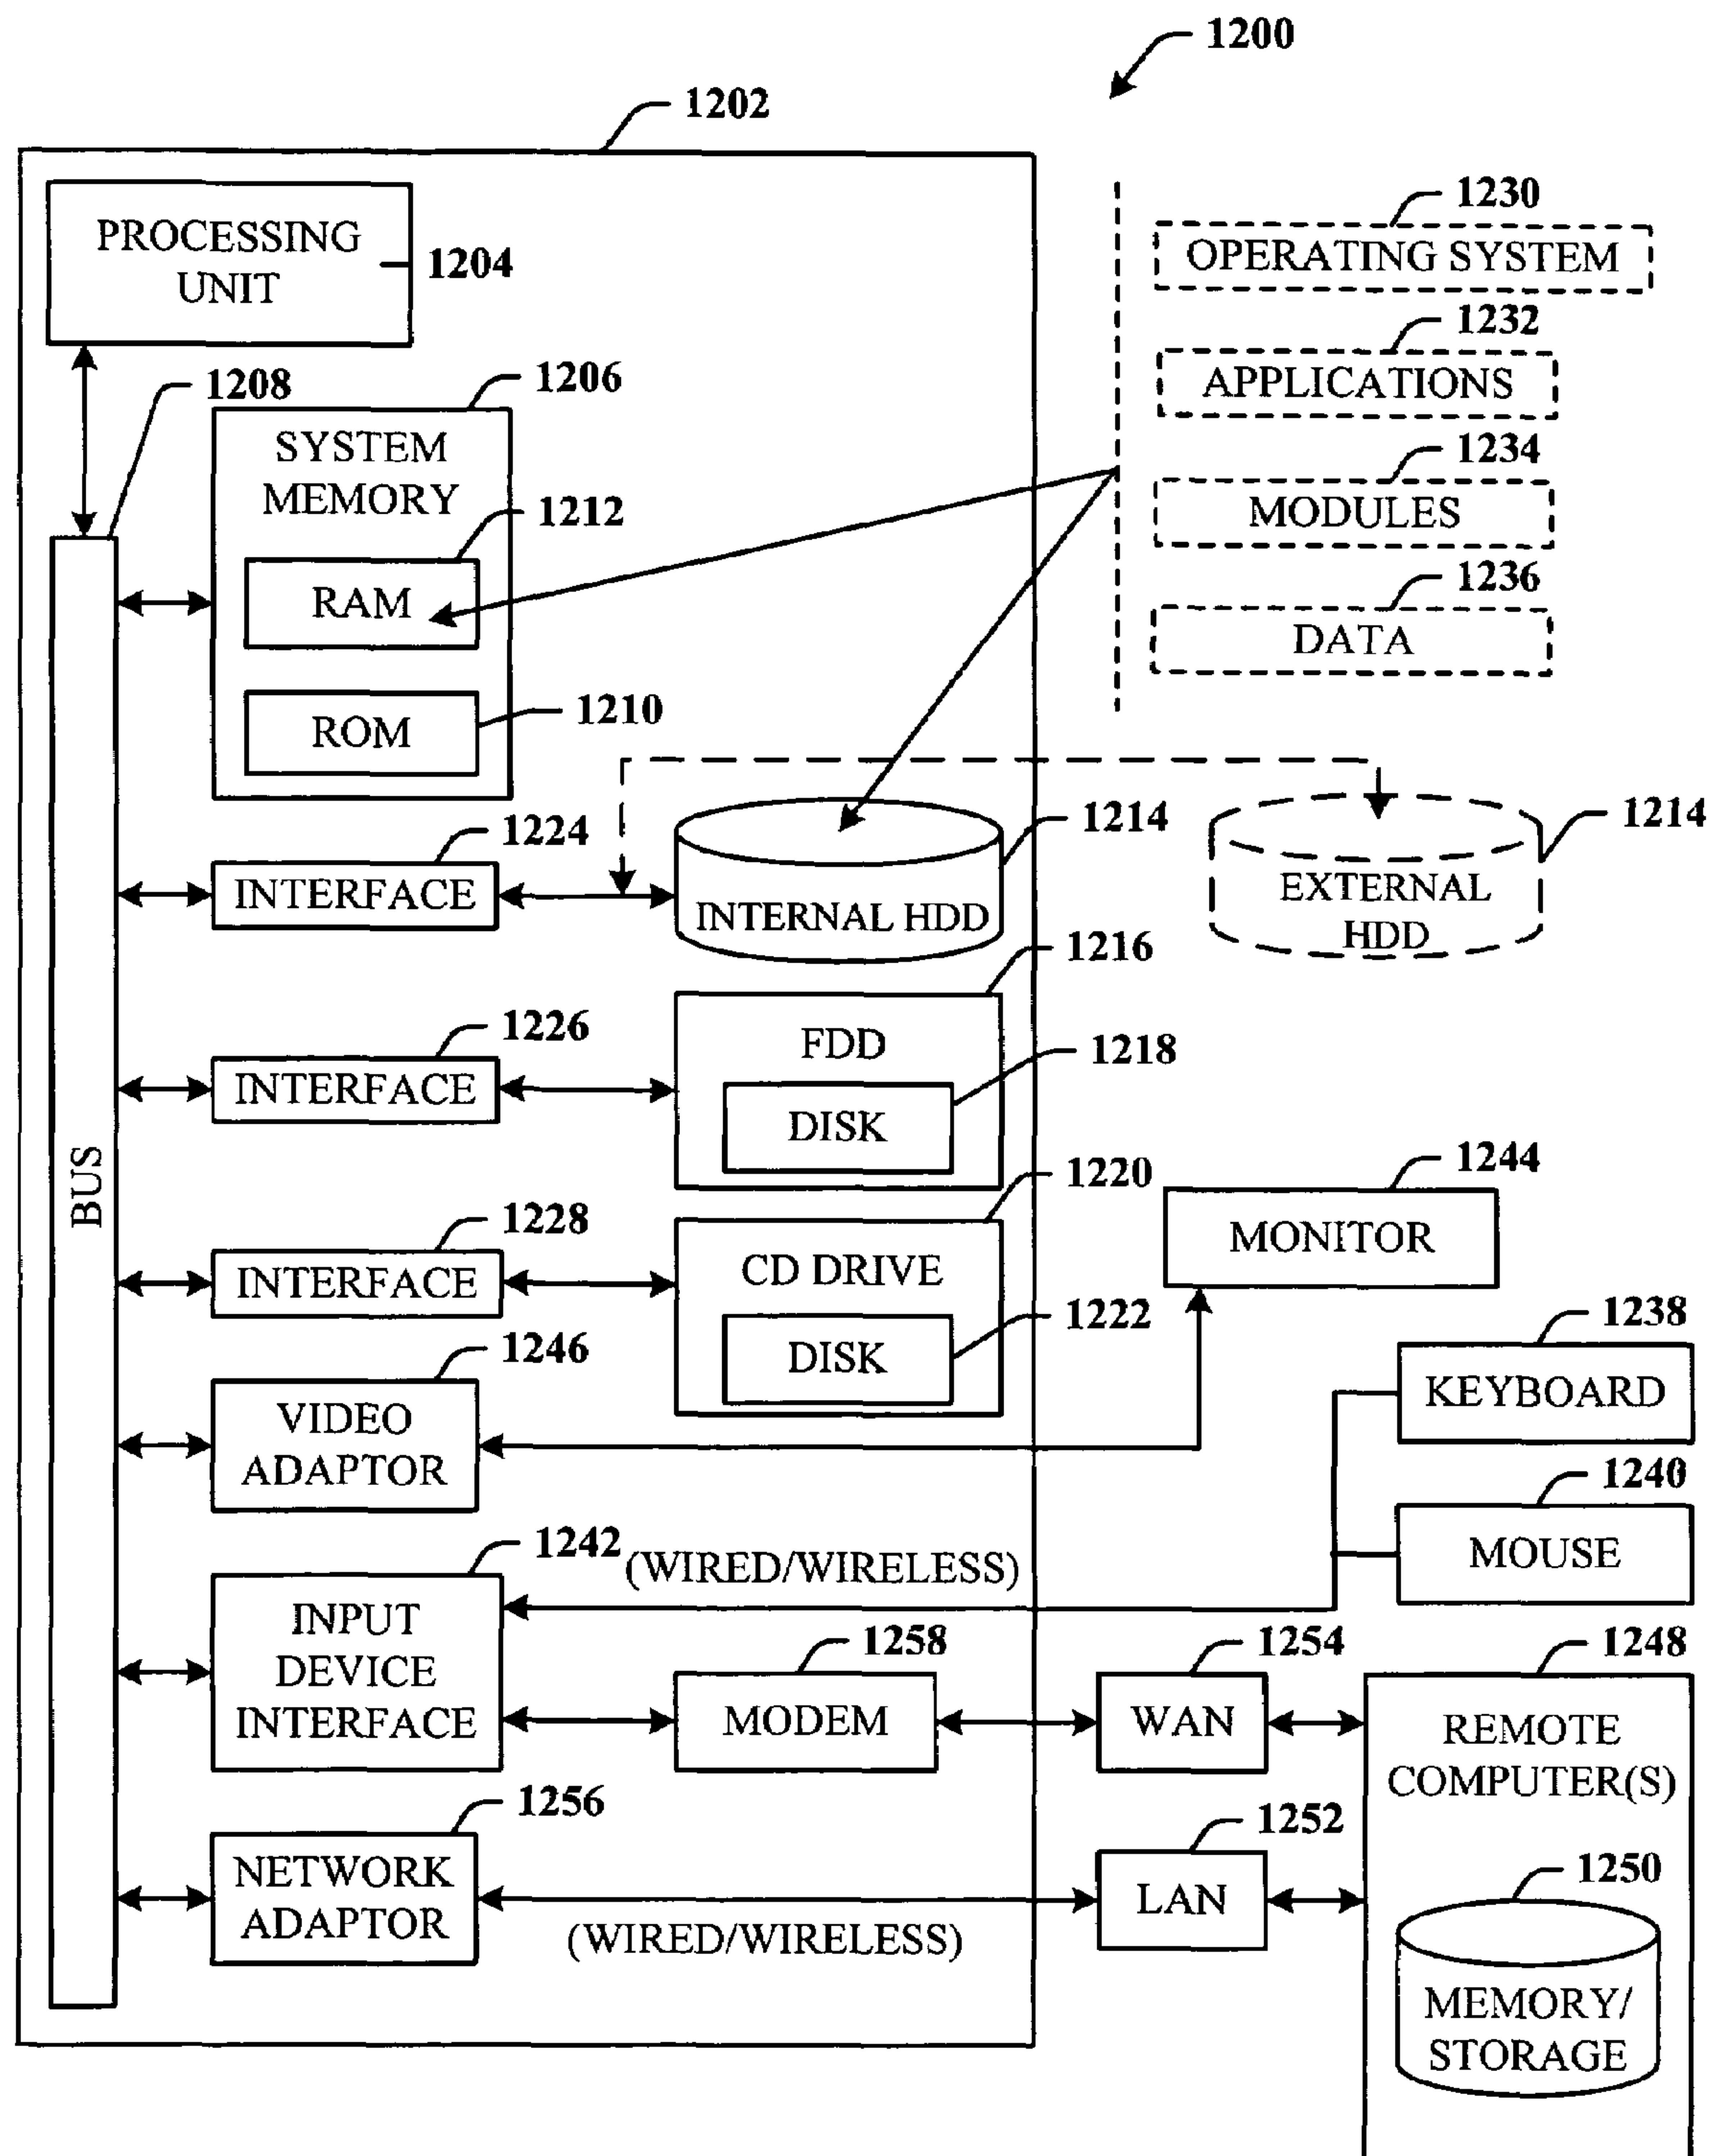 1200
1202
PROCESSING
UNIT
1204
1208
1206
SYSTEM
MEMORY
1212
RAM
1210
ROM
1230
OPERATING SYSTEM
1232
APPLICATIONS
1234
MODULES
1236
DATA
1224
INTERFACE
1214
INTERNAL HDD
1214
EXTERNAL
HDD
1216
1226
INTERFACE
FDD
1218
DISK
BUS
1220
1228
INTERFACE
CD DRIVE
1222
DISK
1244
MONITOR
1246
VIDEO
ADAPTOR
1238
KEYBOARD
1240
MOUSE
1242
(WIRED/WIRELESS)
INPUT
DEVICE
INTERFACE
1258
MODEM
1254
WAN
1248
REMOTE
COMPUTER(S)
1256
NETWORK
ADAPTOR
(WIRED/WIRELESS)
1252
LAN
1250
MEMORY/
STORAGE